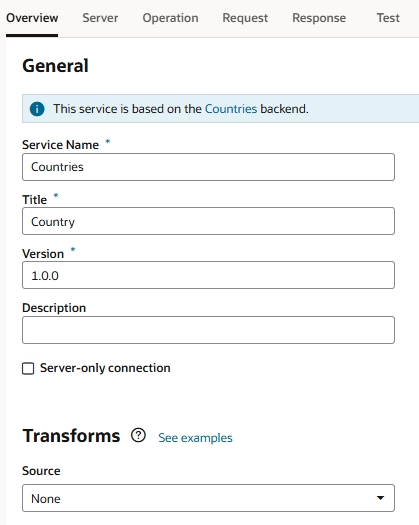 Overview Server Operation Request Response Test
General
This service is based on the Countries backend.
Service Name *
Countries
Title *
Country
Version *
1.0.0
Description
Server-only connection
Transforms ? See examples
Source
None